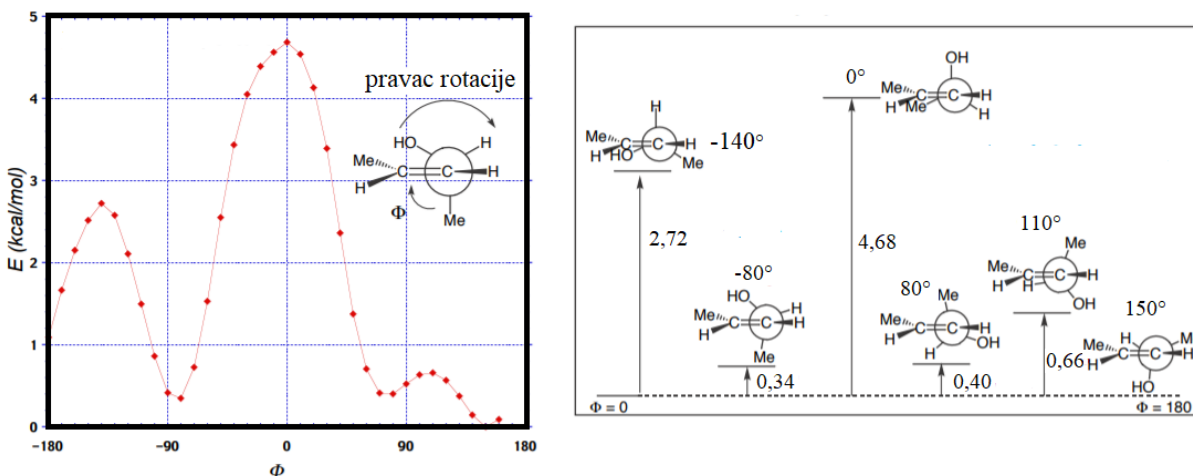 5
4
3
2
1
0
E (kcal/mol)
-180
-90
0
90
180
Φ
pravac rotacije
HO
H
Me
C
C
H
H
Φ
Me
H
Me
C
C
H
H
HO
Me
-140°
2,72
-80°
HO
H
Me
C
C
H
H
Me
0,34
0°
OH
Me
C
C
H
H
Me
H
4,68
80°
Me
Me
C
C
H
H
H
OH
0,40
110°
Me
Me
C
C
H
H
H
OH
0,66
150°
H
Me
C
C
H
H
HO
Φ = 0
Φ = 180